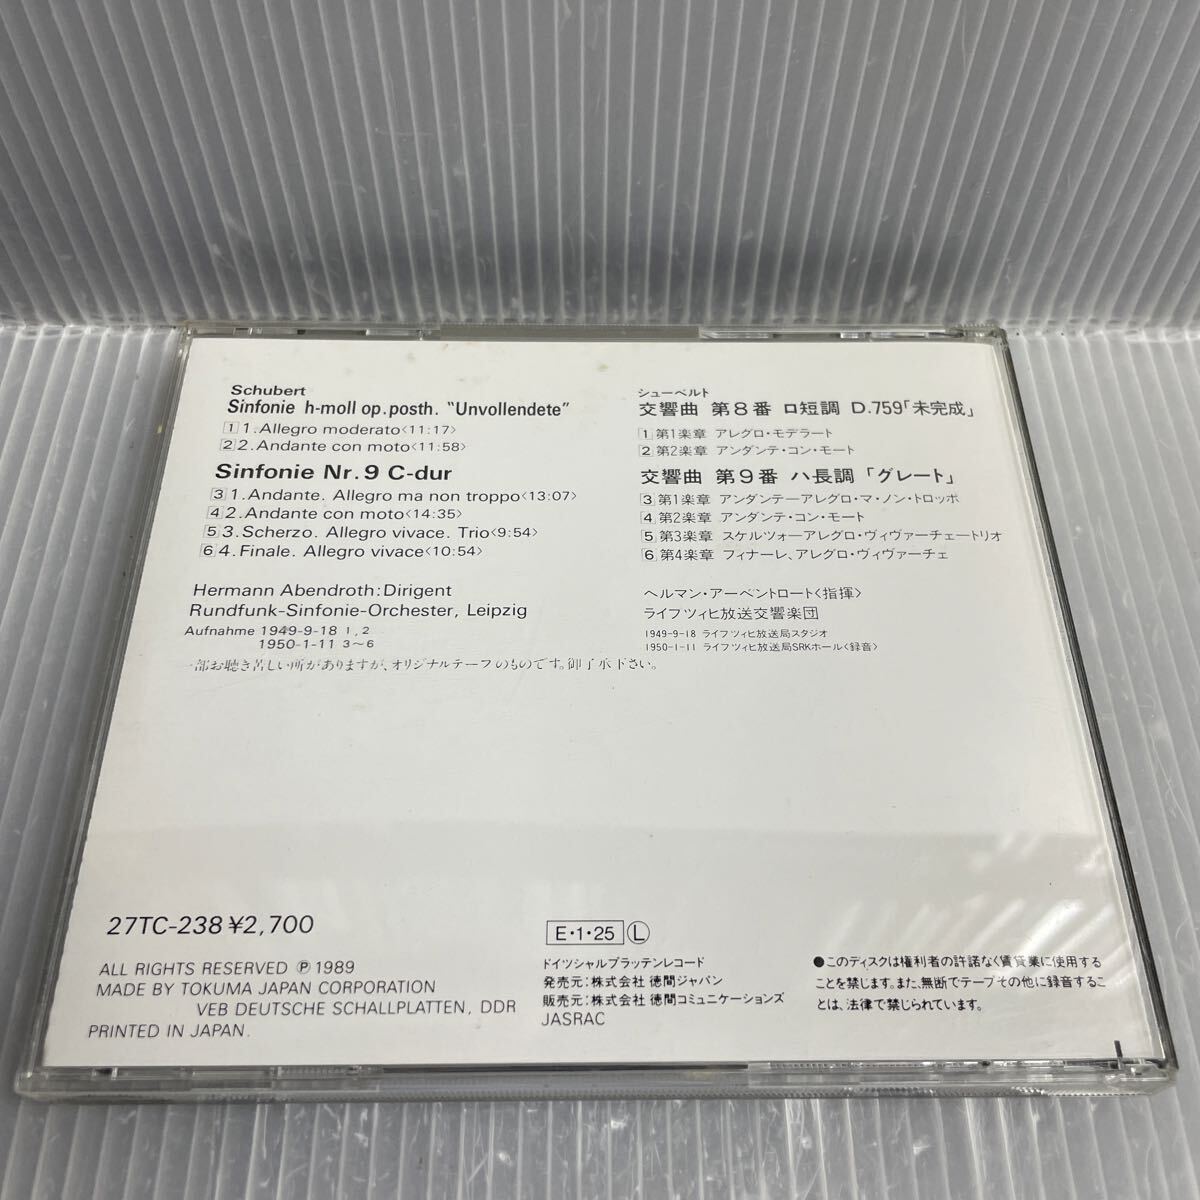 Schubert
Sinfonie h-moll op.posth. "Unvollendete"
1 1.Allegro moderato<11:17>
2 2.Andante con moto<11:58>
Sinfonie Nr.9 C-dur
3 1.Andante. Allegro ma non troppo<13:07>
4 2.Andante con moto<14:35>
5 3.Scherzo. Allegro vivace. Trio<9:54>
6 4.Finale. Allegro vivace<10:54>
Hermann Abendroth:Dirigent
Rundfunk-Sinfonie-Orchester, Leipzig
Aufnahme 1949-9-18 1, 2
1950-1-11 3～6
一部お聴き苦しい所がありますが、オリジナルテープのものです。御了承下さい。
シューベルト
交響曲 第8番 ロ短調 D.759「未完成」
1 第1楽章 アレグロ・モデラート
2 第2楽章 アンダンテ・コン・モート
交響曲 第9番 ハ長調 「グレート」
3 第1楽章 アンダンテーアレグロ・マ・ノン・トロッポ
4 第2楽章 アンダンテ・コン・モート
5 第3楽章 スケルツォーアレグロ・ヴィヴァーチェートリオ
6 第4楽章 フィナーレ、アレグロ・ヴィヴァーチェ
ヘルマン・アーベントロート<指揮>
ライプツィヒ放送交響楽団
1949-9-18 ライプツィヒ放送局スタジオ
1950-1-11 ライプツィヒ放送局SRKホール<録音>
27TC-238 ¥2,700
ALL RIGHTS RESERVED Ⓟ 1989
MADE BY TOKUMA JAPAN CORPORATION
VEB DEUTSCHE SCHALLPLATTEN, DDR
PRINTED IN JAPAN.
E・1・25 Ⓛ
ドイツシャルプラッテンレコード
発売元：株式会社 徳間ジャパン
販売元：株式会社 徳間コミュニケーションズ
JASRAC
●このディスクは権利者の許諾なく賃貸業に使用する
ことを禁じます。また、無断でテープその他に録音するこ
とは、法律で禁じられています。